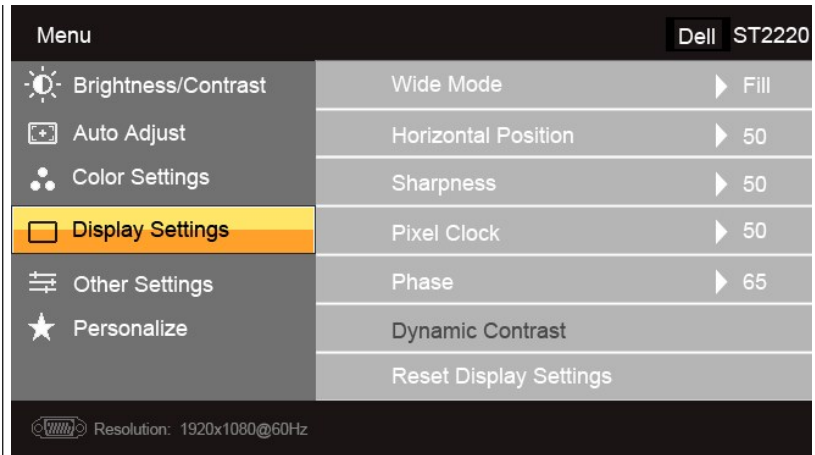 Menu
Dell ST2220
Brightness/Contrast
Auto Adjust
Color Settings
Display Settings
Other Settings
Personalize
Wide Mode Fill
Horizontal Position 50
Sharpness 50
Pixel Clock 50
Phase 65
Dynamic Contrast
Reset Display Settings
Resolution: 1920x1080@60Hz